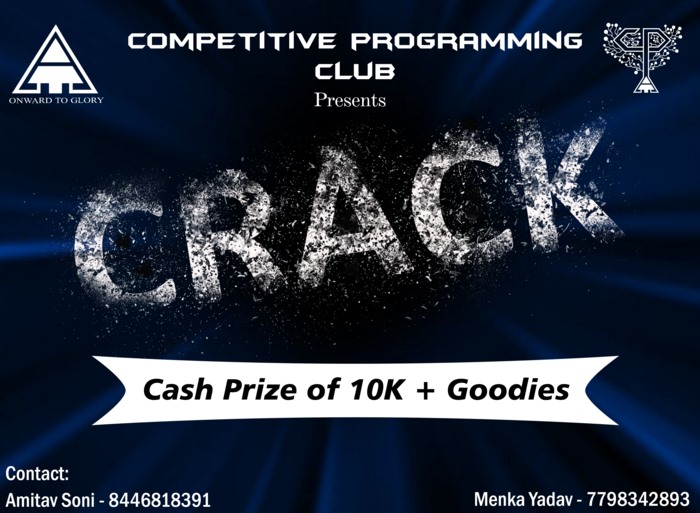 COMPETITIVE PROGRAMMING
CLUB
ONWARD TO GLORY
CP
Presents
CRACK
Cash Prize of 10K + Goodies
Contact:
Amitav Soni - 8446818391
Menka Yadav - 7798342893